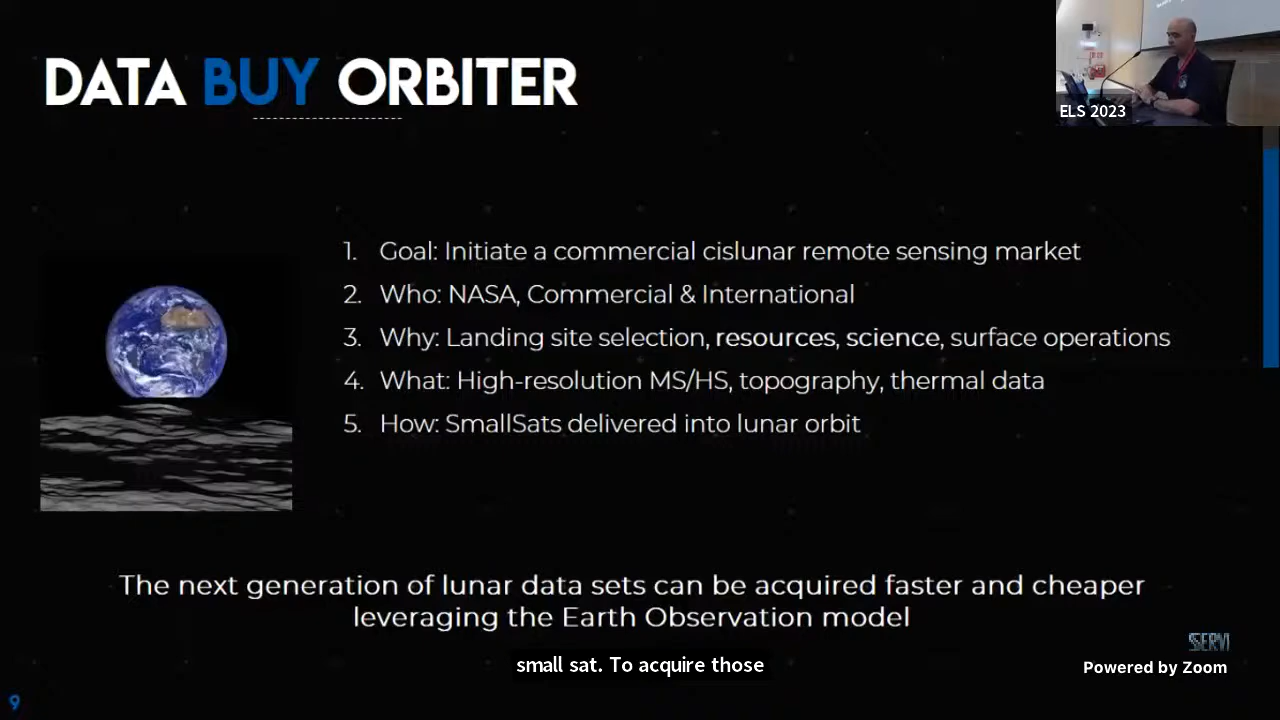 DATA BUY ORBITER
ELS 2023
1. Goal: Initiate a commercial cislunar remote sensing market
2. Who: NASA, Commercial & International
3. Why: Landing site selection, resources, science, surface operations
4. What: High-resolution MS/HS, topography, thermal data
5. How: SmallSats delivered into lunar orbit
The next generation of lunar data sets can be acquired faster and cheaper
leveraging the Earth Observation model
small sat. To acquire those
Powered by Zoom
9